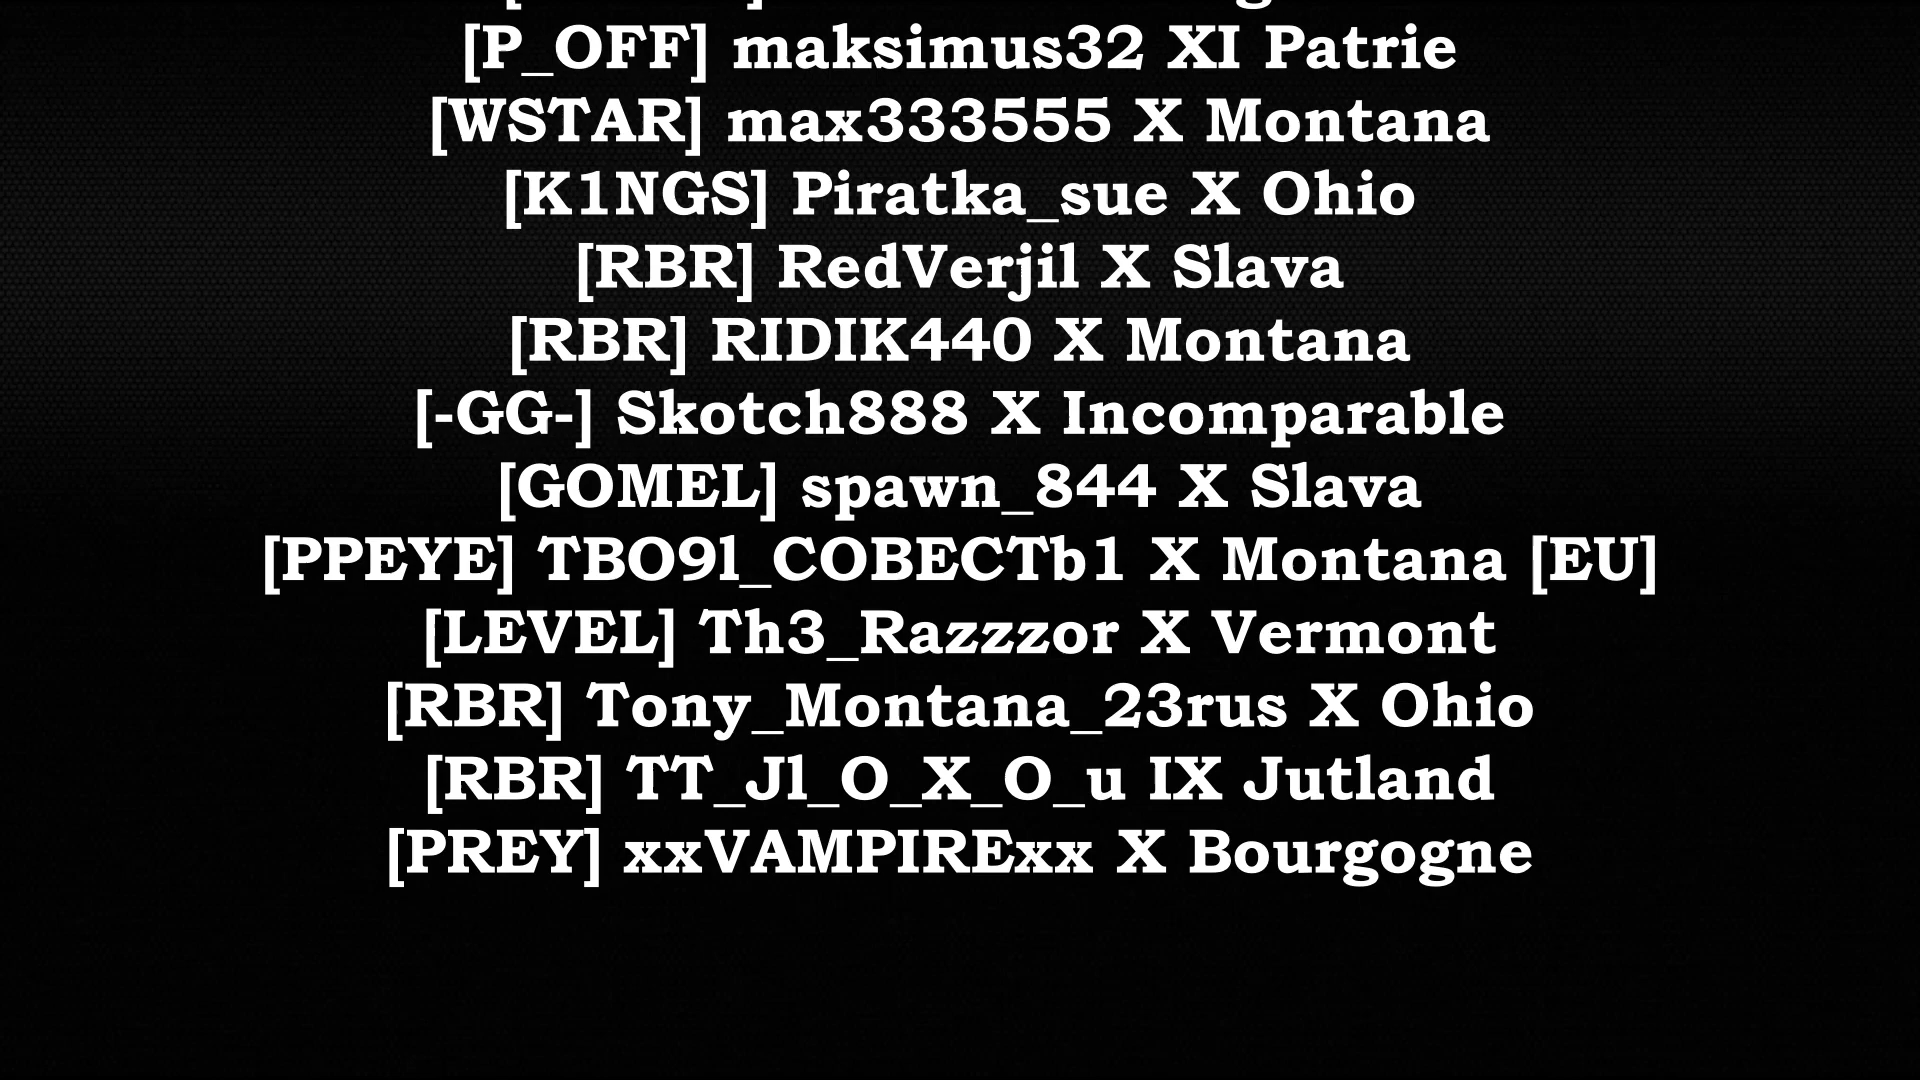 [P_OFF] maksimus32 XI Patrie
[WSTAR] max333555 X Montana
[K1NGS] Piratka_sue X Ohio
[RBR] RedVerjil X Slava
[RBR] RIDIK440 X Montana
[-GG-] Skotch888 X Incomparable
[GOMEL] spawn_844 X Slava
[PPEYE] TBO9l_COBECTb1 X Montana [EU]
[LEVEL] Th3_Razzzor X Vermont
[RBR] Tony_Montana_23rus X Ohio
[RBR] TT_Jl_O_X_O_u IX Jutland
[PREY] xxVAMPIRExx X Bourgogne